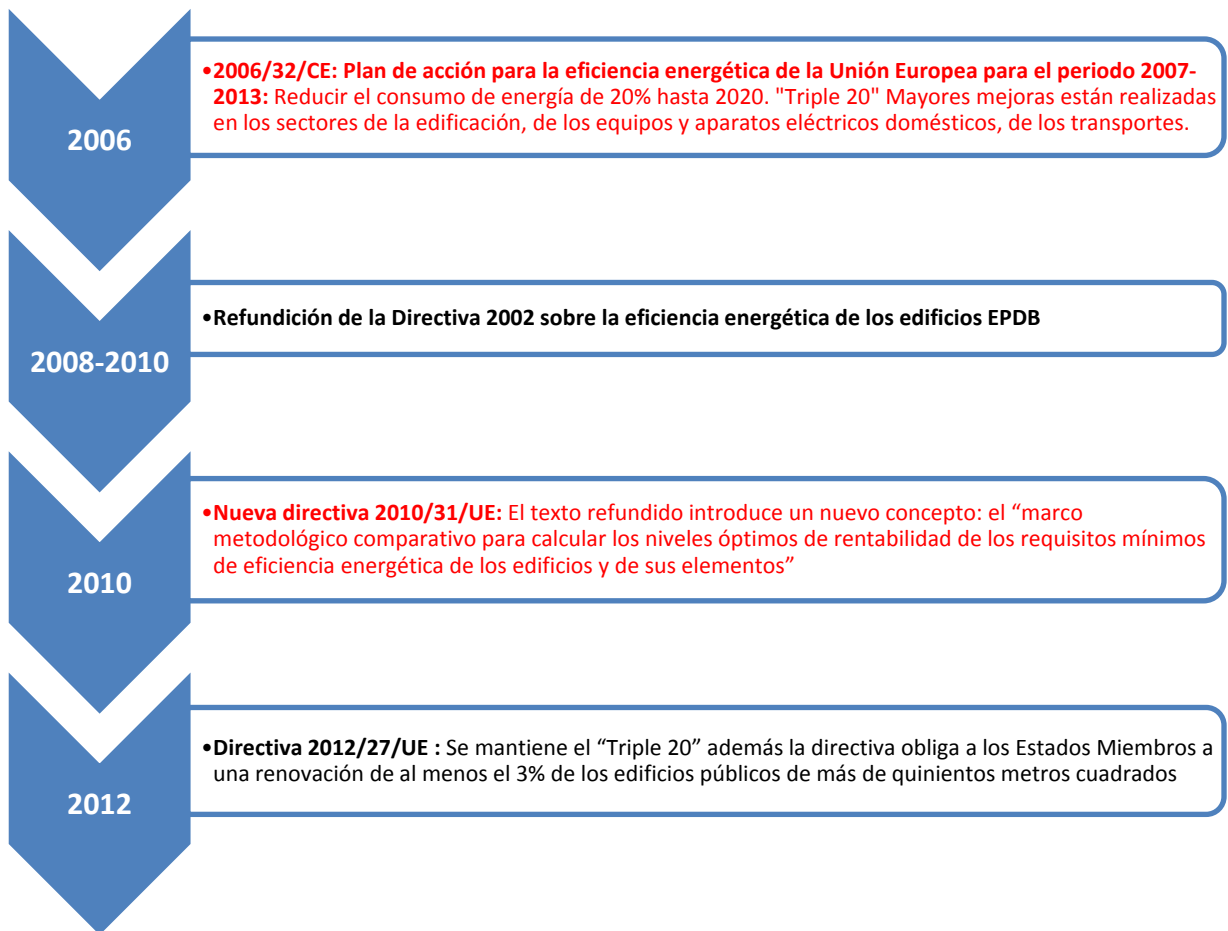 2006
•2006/32/CE: Plan de acción para la eficiencia energética de la Unión Europea para el periodo 2007-
2013: Reducir el consumo de energía de 20% hasta 2020. "Triple 20" Mayores mejoras están realizadas
en los sectores de la edificación, de los equipos y aparatos eléctricos domésticos, de los transportes.
2008-2010
•Refundición de la Directiva 2002 sobre la eficiencia energética de los edificios EPDB
2010
•Nueva directiva 2010/31/UE: El texto refundido introduce un nuevo concepto: el “marco
metodológico comparativo para calcular los niveles óptimos de rentabilidad de los requisitos mínimos
de eficiencia energética de los edificios y de sus elementos”
2012
•Directiva 2012/27/UE : Se mantiene el “Triple 20” además la directiva obliga a los Estados Miembros a
una renovación de al menos el 3% de los edificios públicos de más de quinientos metros cuadrados